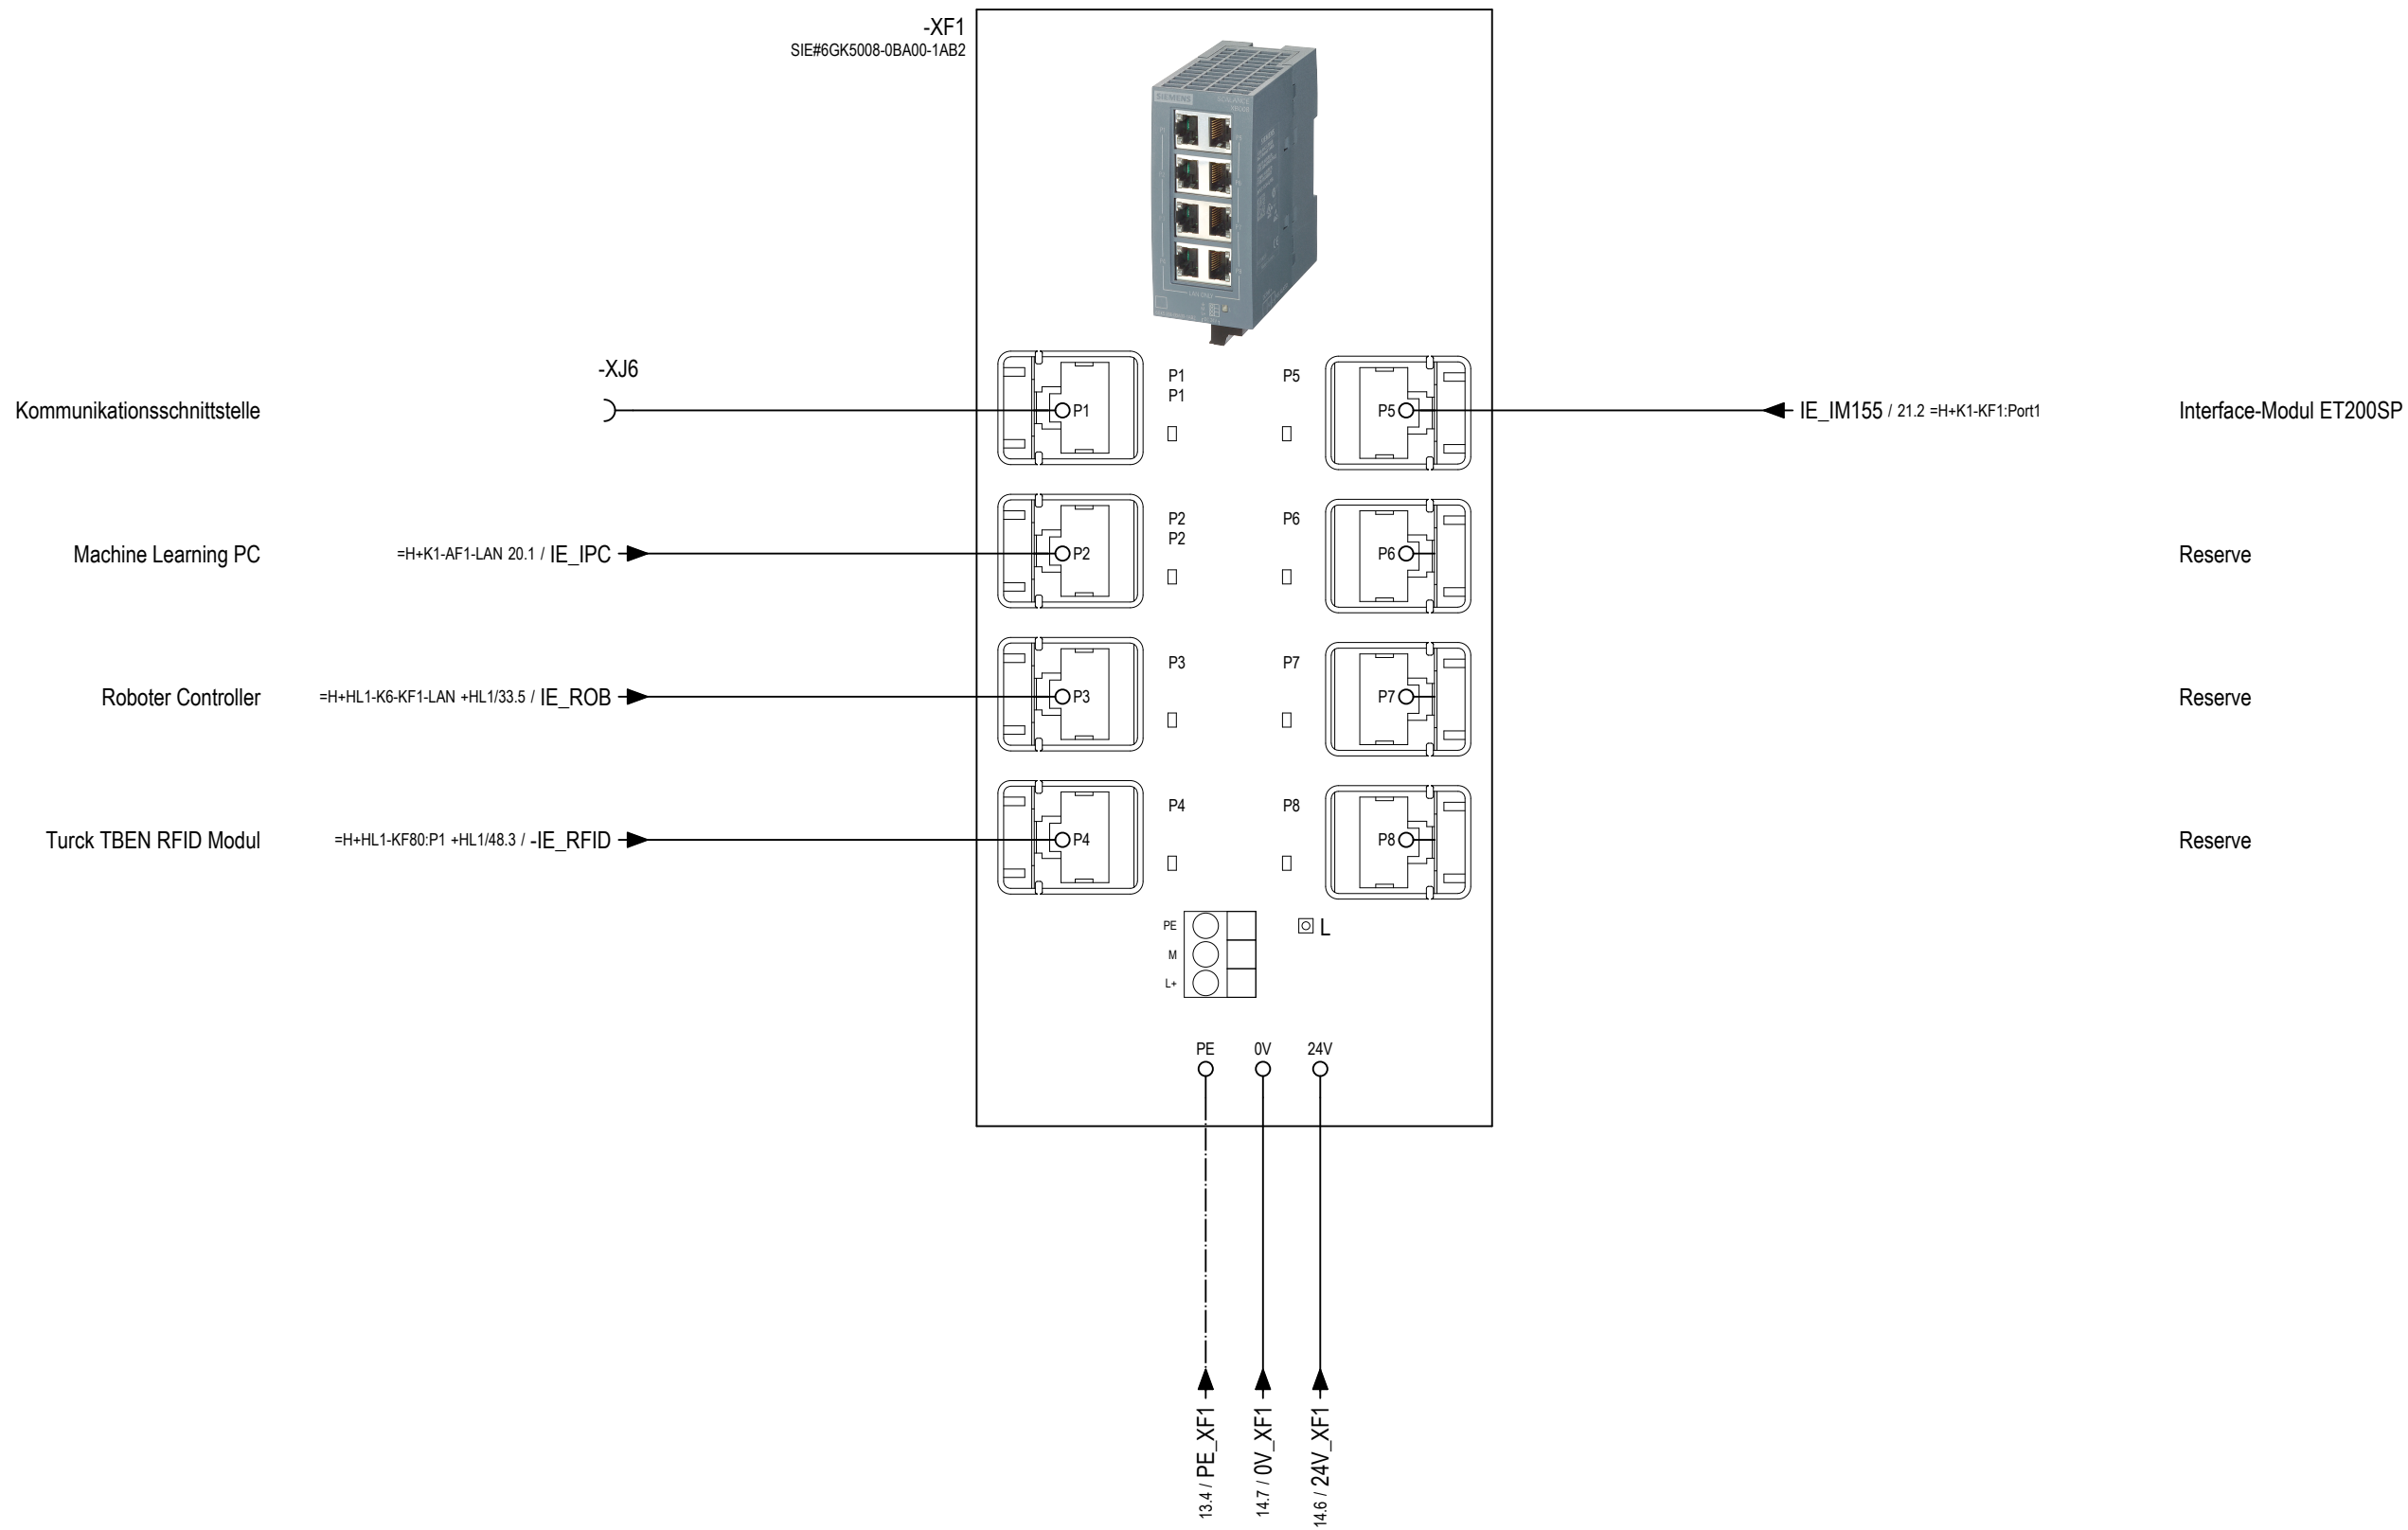 -XF1
SIE#6GK5008-0BA00-1AB2
SIEMENS
-XJ6
Kommunikationsschnittstelle
P1
P1
P1
P5
P5
IE_IM155 / 21.2 =H+K1-KF1:Port1
Interface-Modul ET200SP
Machine Learning PC
=H+K1-AF1-LAN 20.1 / IE_IPC
P2
P2
P2
P6
P6
Reserve
Roboter Controller
=H+HL1-K6-KF1-LAN +HL1/33.5 / IE_ROB
P3
P3
P7
P7
Reserve
Turck TBEN RFID Modul
=H+HL1-KF80:P1 +HL1/48.3 / -IE_RFID
P4
P4
P8
P8
Reserve
PE
M
L+
L
PE
0V
24V
13.4 / PE_XF1
14.7 / 0V_XF1
14.6 / 24V_XF1